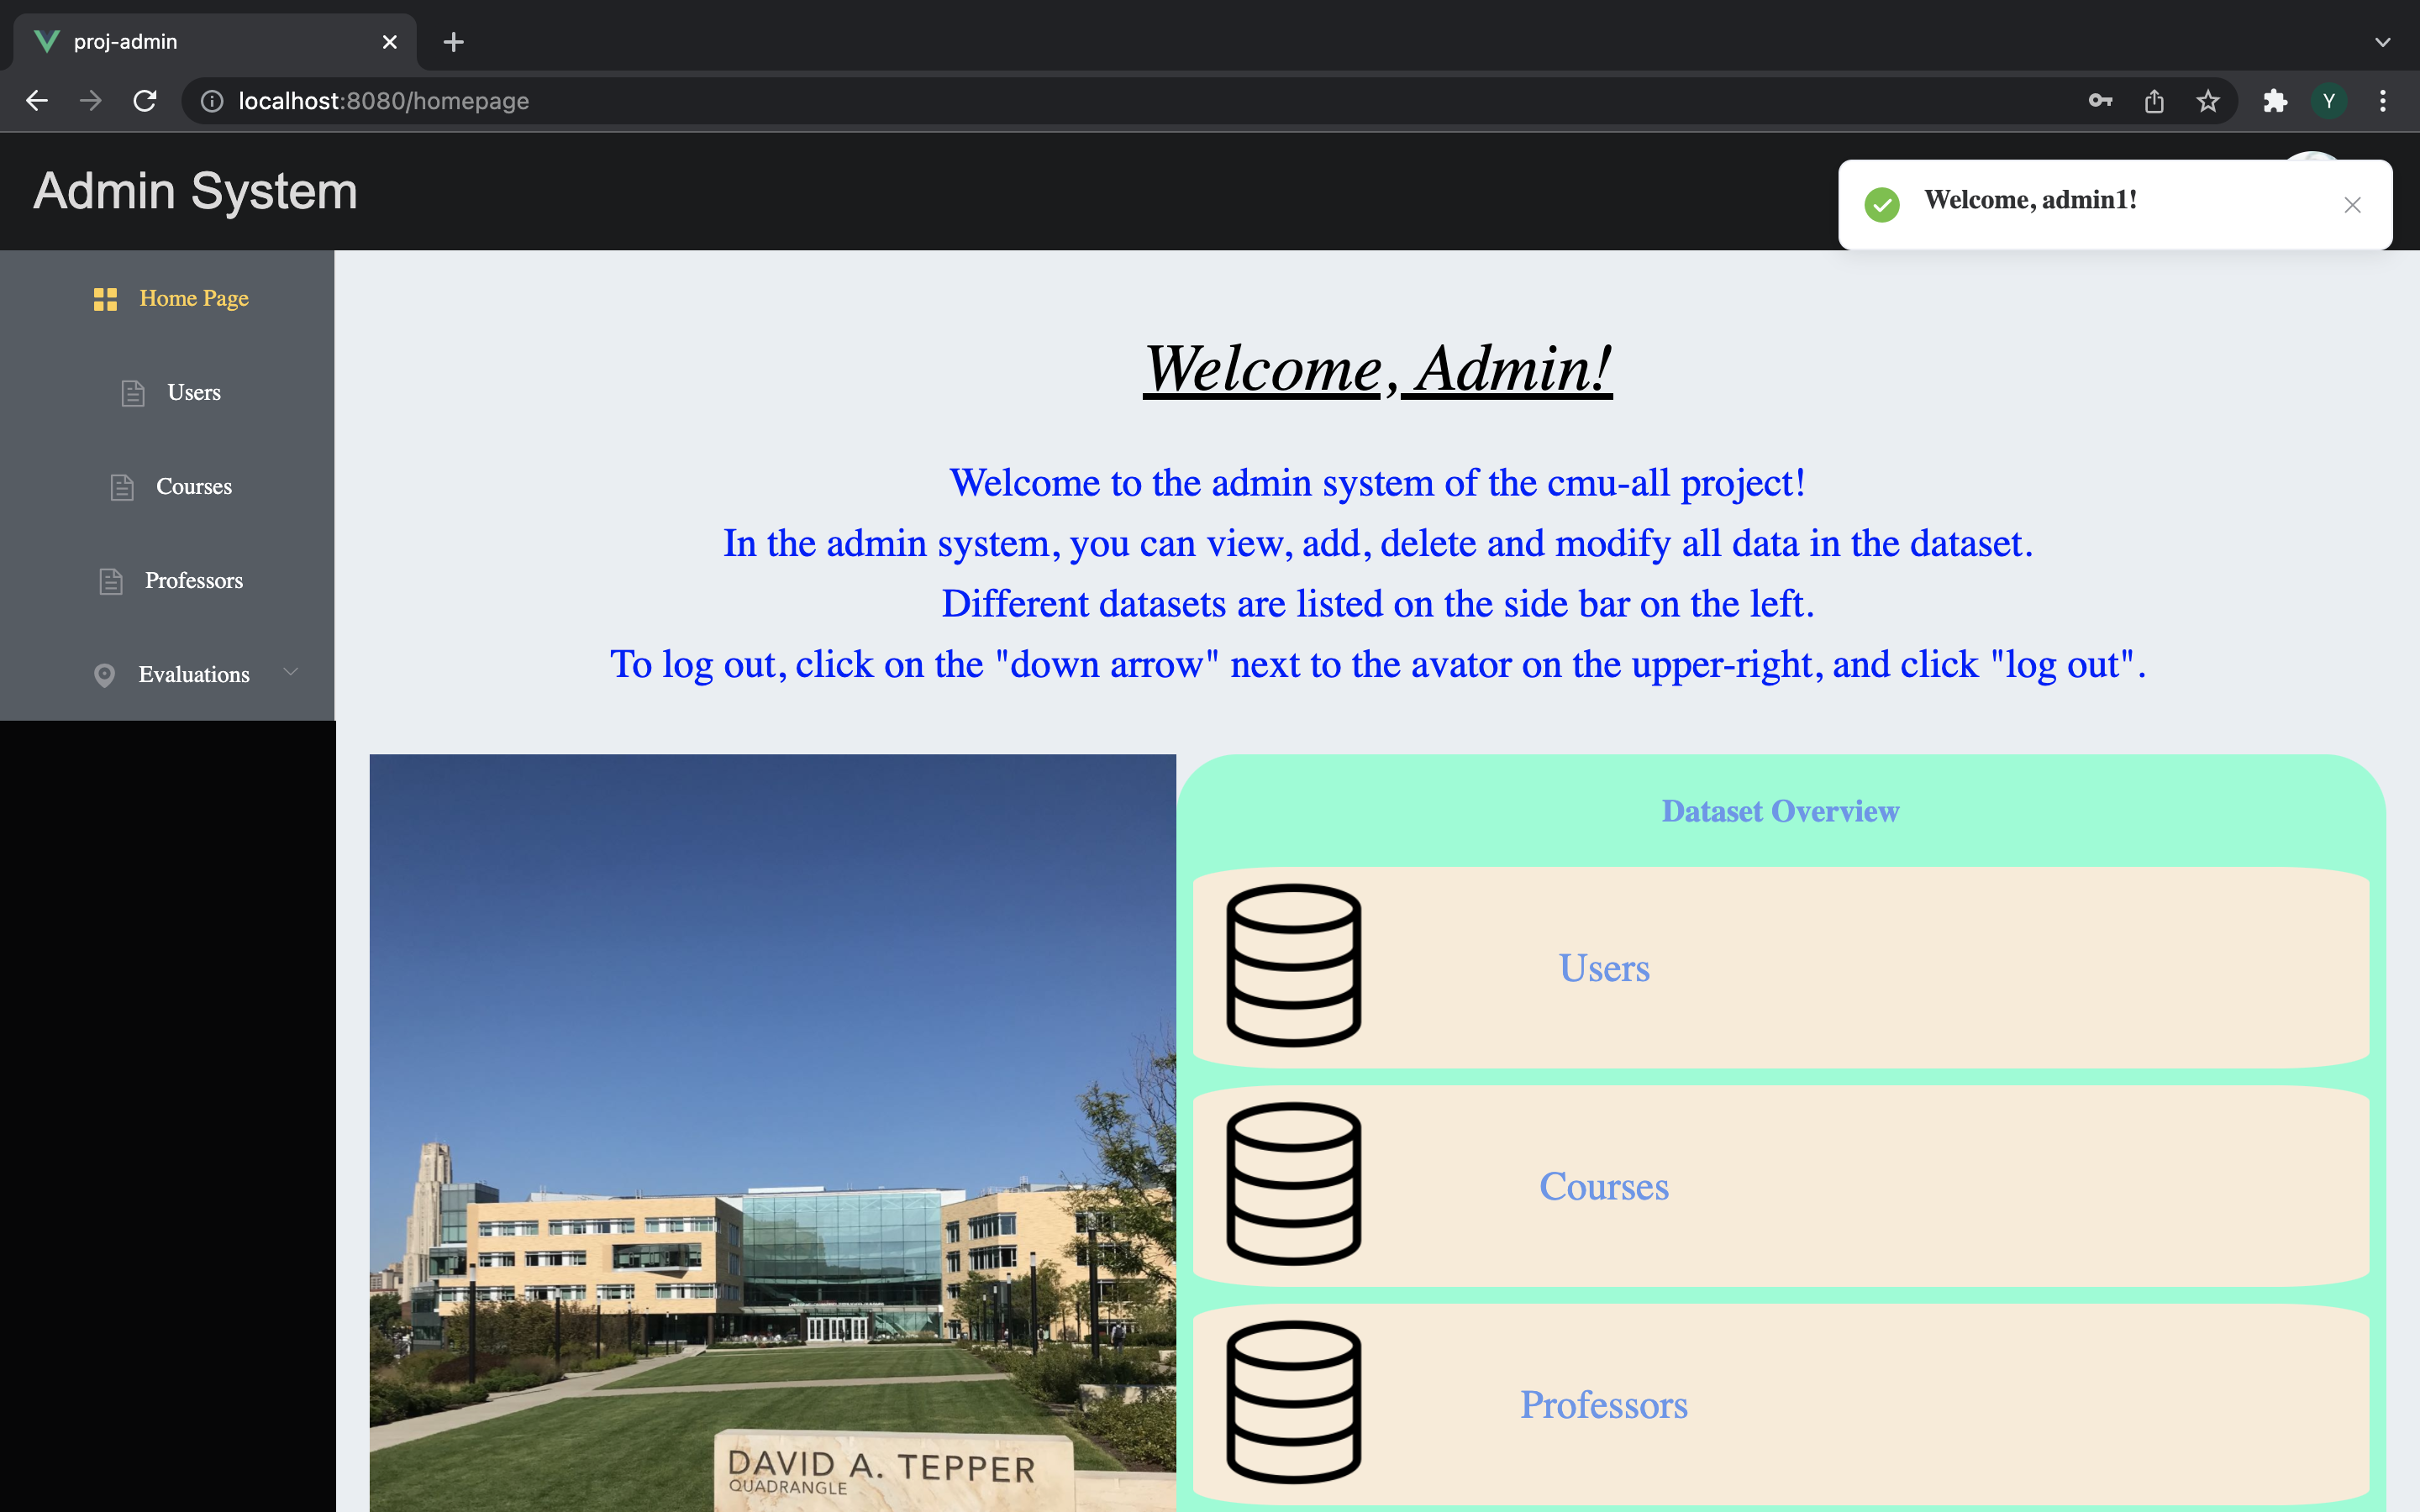 proj-admin
localhost:8080/homepage
Y
Admin System
Welcome, admin1!
Home Page
Users
Courses
Professors
Evaluations
Welcome, Admin!
Welcome to the admin system of the cmu-all project!
In the admin system, you can view, add, delete and modify all data in the dataset.
Different datasets are listed on the side bar on the left.
To log out, click on the "down arrow" next to the avator on the upper-right, and click "log out".
DAVID A. TEPPER
QUADRANGLE
Dataset Overview
Users
Courses
Professors